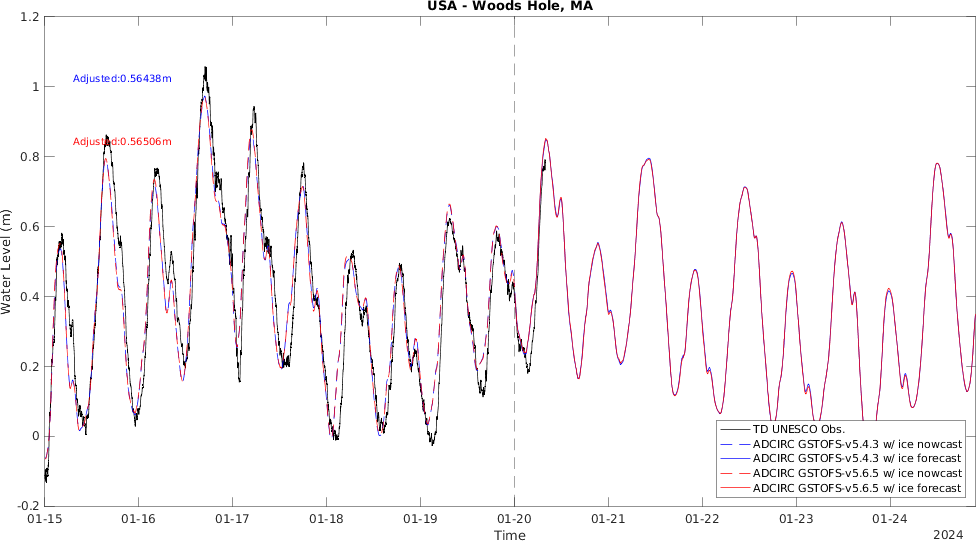 USA - Woods Hole, MA
1.2
1
0.8
0.6
0.4
0.2
0
-0.2
Water Level (m)
Adjusted:0.56438m
Adjusted:0.56506m
TD UNESCO Obs.
ADCIRC GSTOFS-v5.4.3 w/ ice nowcast
ADCIRC GSTOFS-v5.4.3 w/ ice forecast
ADCIRC GSTOFS-v5.6.5 w/ ice nowcast
ADCIRC GSTOFS-v5.6.5 w/ ice forecast
01-15 01-16 01-17 01-18 01-19 01-20 01-21 01-22 01-23 01-24
Time
2024